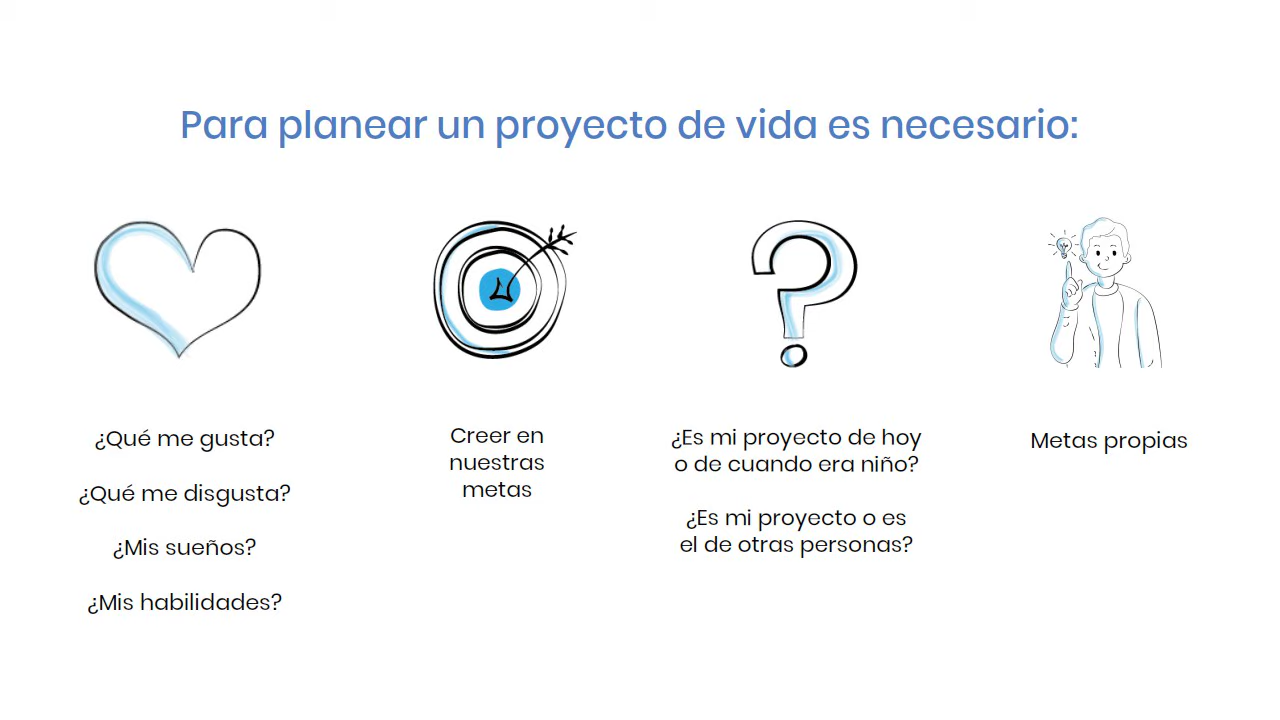 Para planear un proyecto de vida es necesario:
¿Qué me gusta?
¿Qué me disgusta?
¿Mis sueños?
¿Mis habilidades?
Creer en
nuestras
metas
¿Es mi proyecto de hoy
o de cuando era niño?
¿Es mi proyecto o es
el de otras personas?
Metas propias